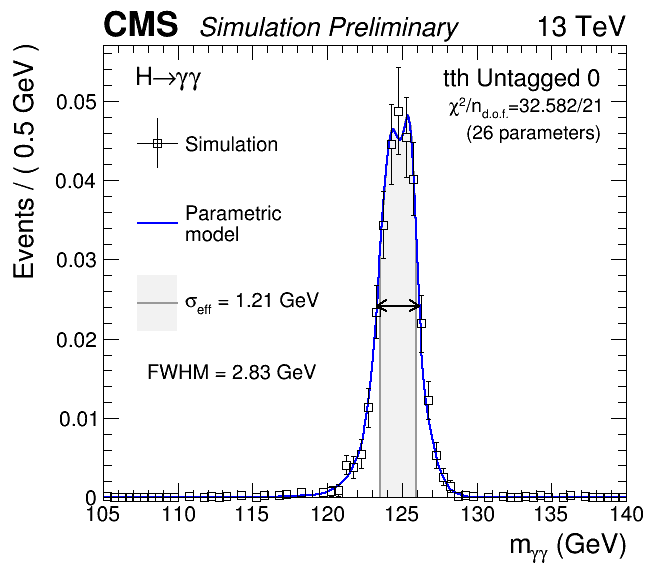 CMS Simulation Preliminary 13 TeV
H→γγ
tth Untagged 0
χ²/n_d.o.f.=32.582/21
(26 parameters)
Simulation
Parametric
model
σ_eff = 1.21 GeV
FWHM = 2.83 GeV
Events / ( 0.5 GeV )
0.05
0.04
0.03
0.02
0.01
0
105 110 115 120 125 130 135 140
m_γγ (GeV)